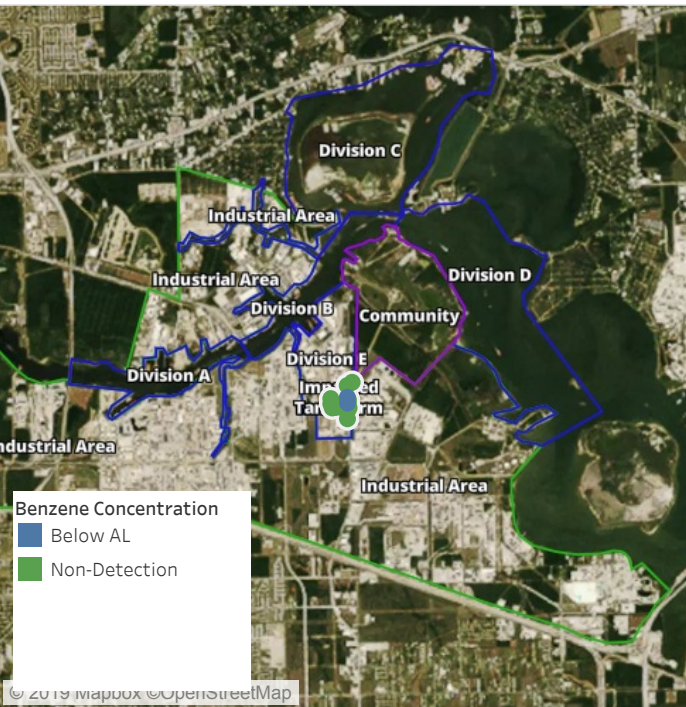 Division C
Industrial Area
Division D
Industrial Area
Division B
Community
Division E
Division A
ndustrial Area
Industrial Area
Benzene Concentration
Below AL
Non-Detection
© 2019 Mapbox ©OpenStreetMap